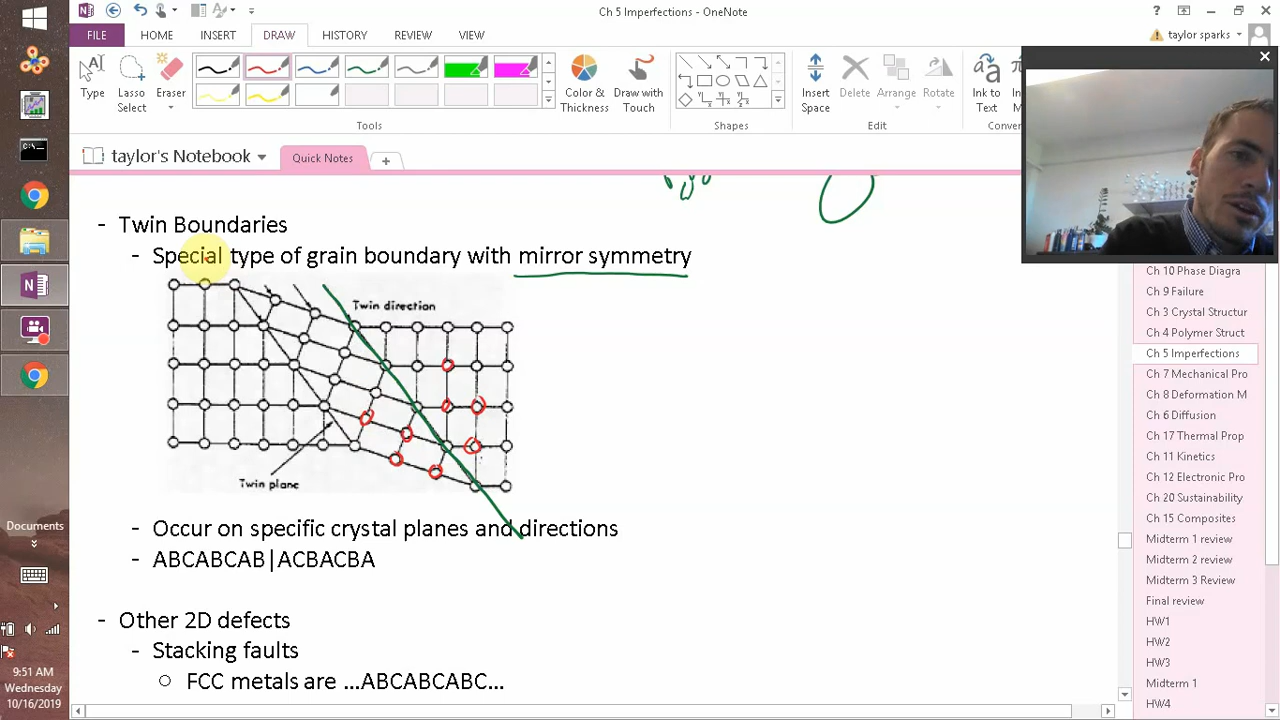 Ch 5 Imperfections - OneNote
FILE HOME INSERT DRAW HISTORY REVIEW VIEW
taylor sparks
Type
Lasso Select
Eraser
Color & Thickness
Draw with Touch
Insert Space
Delete
Arrange
Rotate
Ink to Text
Tools
Shapes
Edit
Conver
taylor's Notebook
Quick Notes
- Twin Boundaries
- Special type of grain boundary with mirror symmetry
Twin direction
Twin plane
- Occur on specific crystal planes and directions
- ABCABCAB|ACBACBA
- Other 2D defects
- Stacking faults
FCC metals are ...ABCABCABC...
Ch 10 Phase Diagra
Ch 9 Failure
Ch 3 Crystal Structur
Ch 4 Polymer Struct
Ch 5 Imperfections
Ch 7 Mechanical Pro
Ch 8 Deformation M
Ch 6 Diffusion
Ch 17 Thermal Prop
Ch 11 Kinetics
Ch 12 Electronic Pro
Ch 20 Sustainability
Ch 15 Composites
Midterm 1 review
Midterm 2 review
Midterm 3 Review
Final review
HW1
HW2
HW3
Midterm 1
HW4
Documents
9:51 AM
Wednesday
10/16/2019